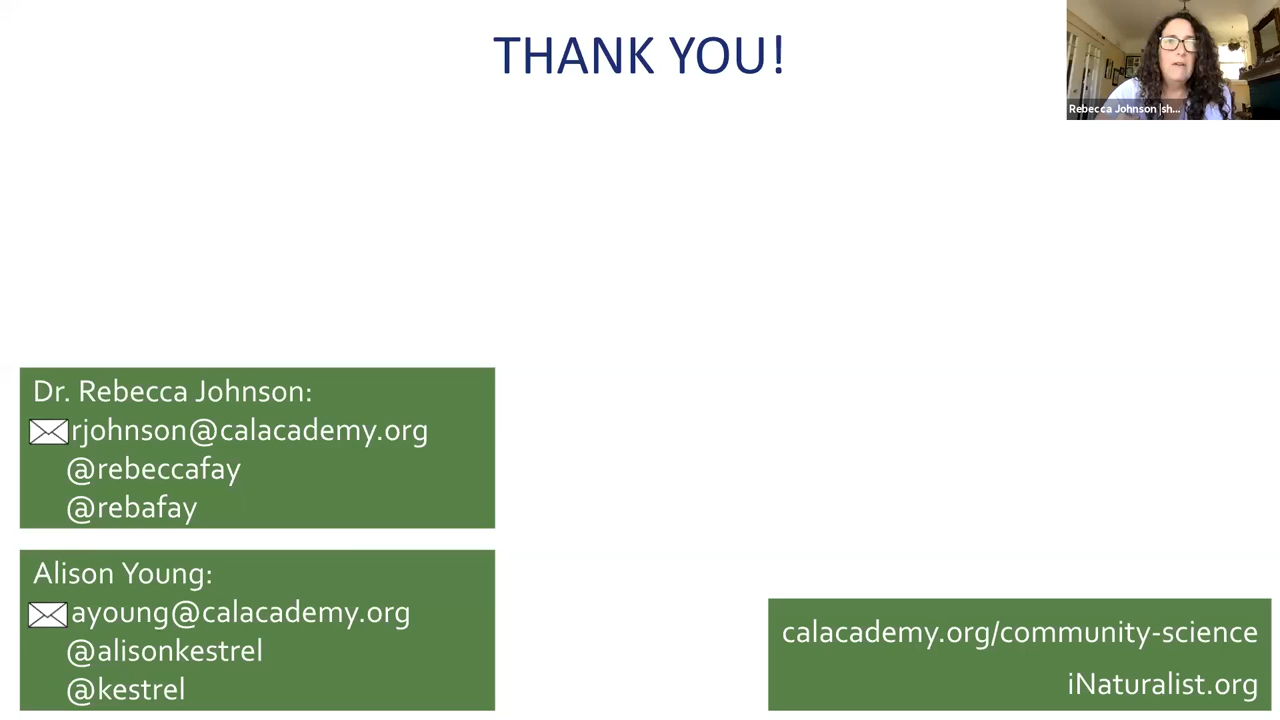 THANK YOU!
Rebecca Johnson |sh...
Dr. Rebecca Johnson:
rjohnson@calacademy.org
@rebeccafay
@rebafay
Alison Young:
ayoung@calacademy.org
@alisonkestrel
@kestrel
calacademy.org/community-science
iNaturalist.org